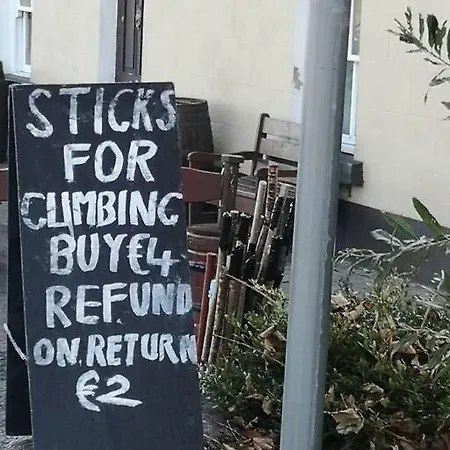 STICKS
FOR
CLIMBING
BUY €4
REFUND
ON RETURN
€2